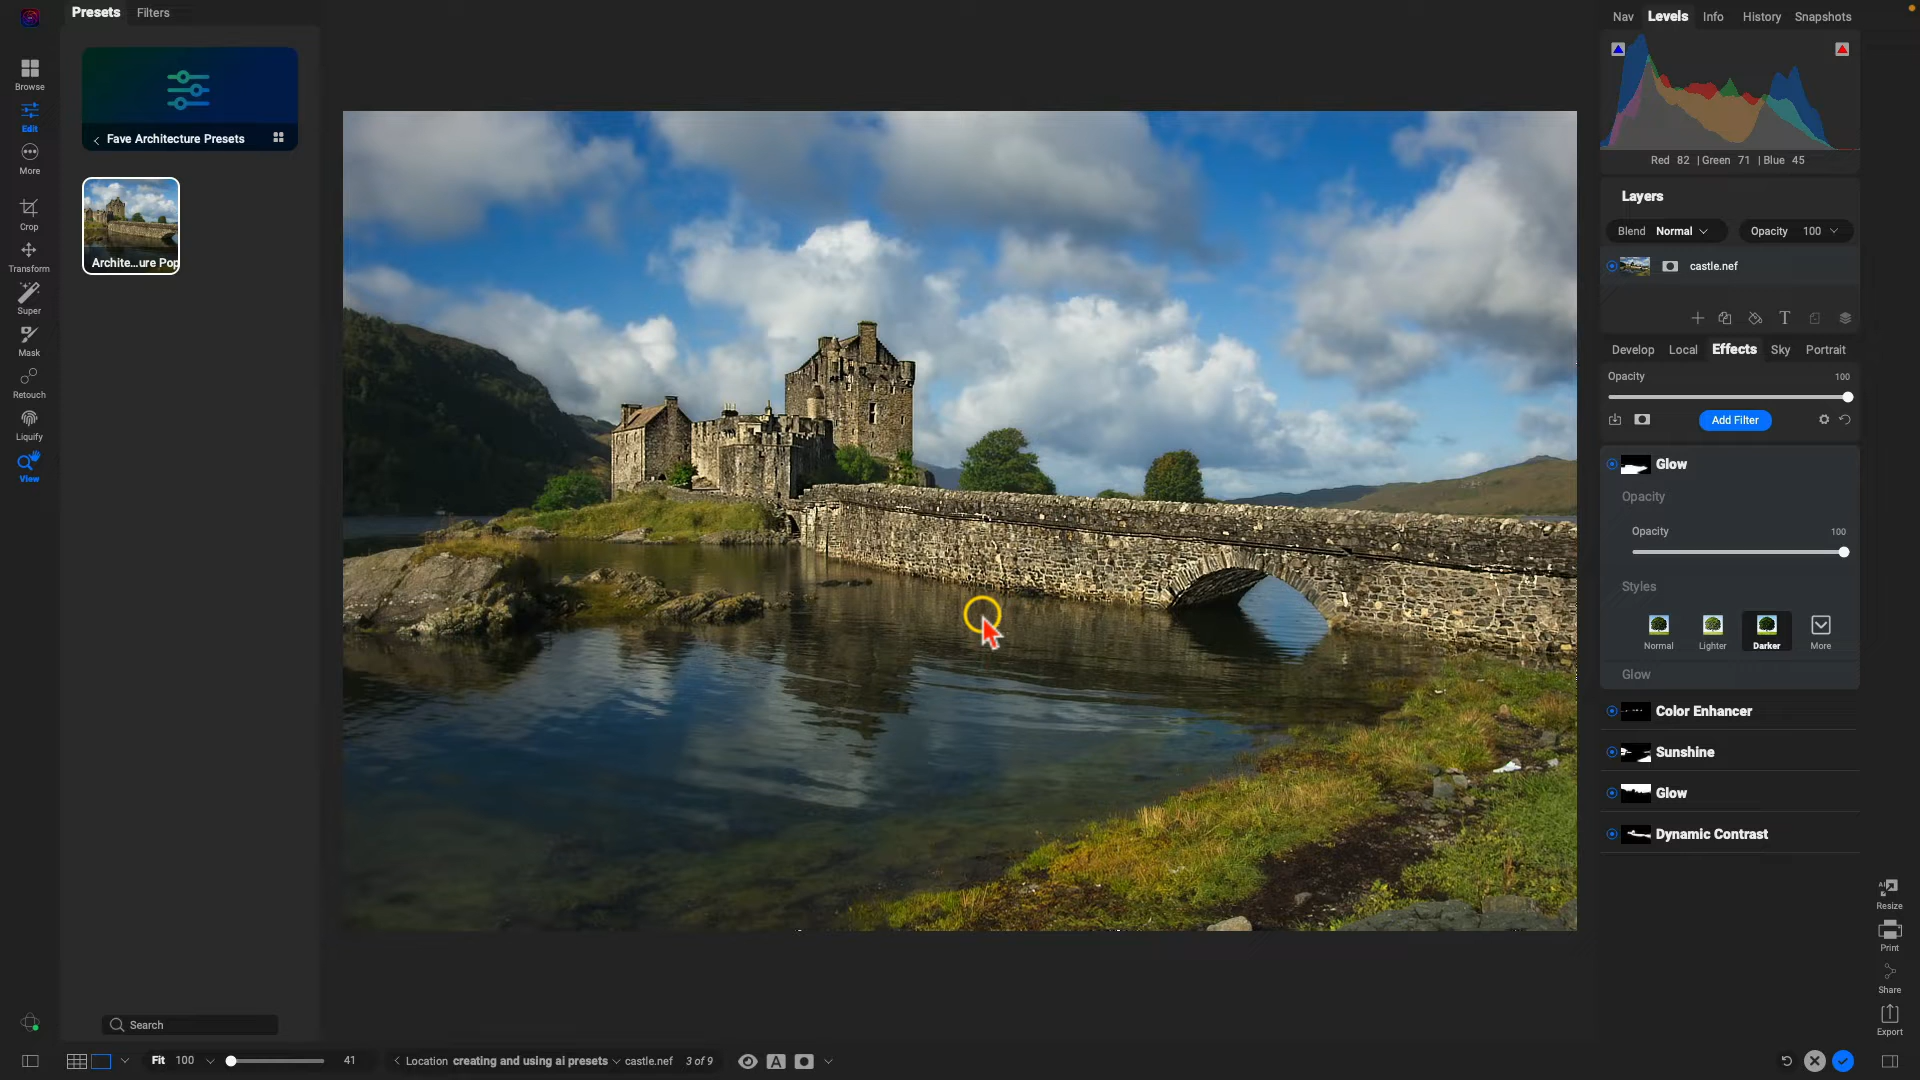 Presets Filters
Nav Levels Info History Snapshots
Browse
Edit
More
Crop
Transform
Super
Mask
Retouch
Liquify
View
Fave Architecture Presets
Archite...ure Pop
Search
Red 82 | Green 71 | Blue 45
Layers
Blend Normal Opacity 100
castle.nef
T
Develop Local Effects Sky Portrait
Opacity 100
Add Filter
Glow
Opacity
Opacity 100
Styles
Normal Lighter Darker More
Glow
Color Enhancer
Sunshine
Glow
Dynamic Contrast
AI
Resize
Print
Share
Export
Fit 100 41 Location creating and using ai presets castle.nef 3 of 9 A